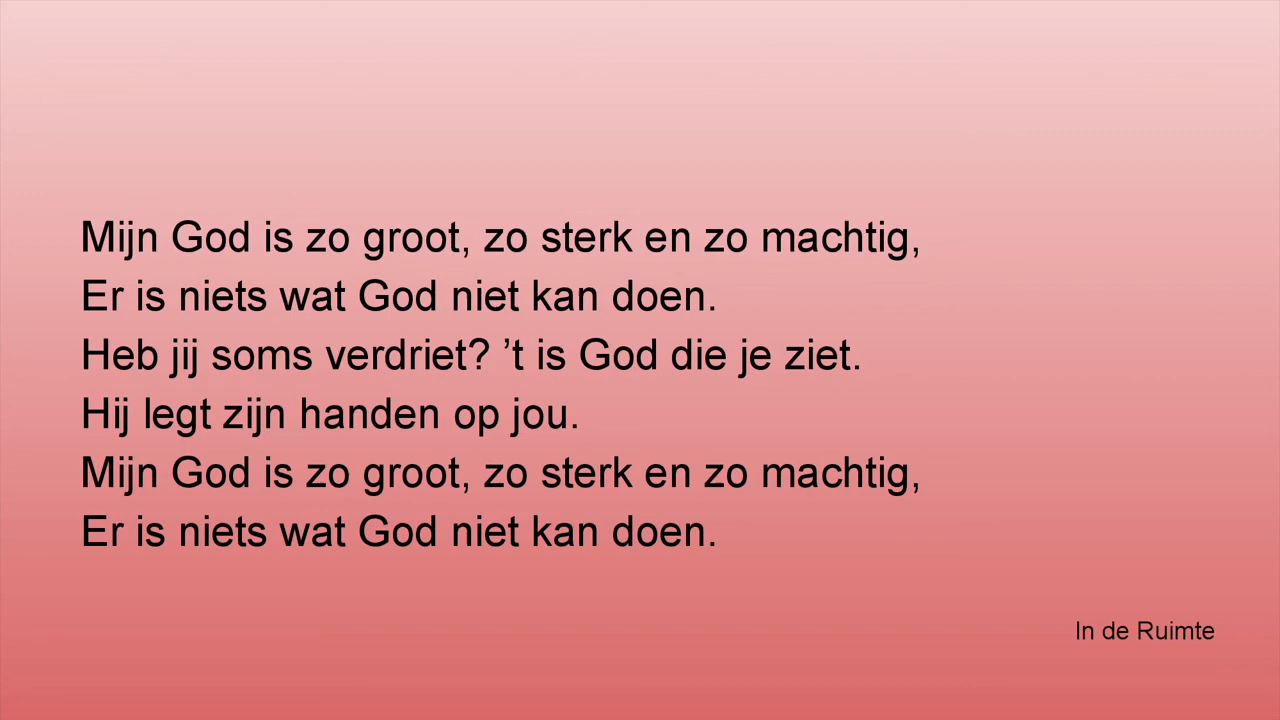 Mijn God is zo groot, zo sterk en zo machtig,
Er is niets wat God niet kan doen.
Heb jij soms verdriet? ’t is God die je ziet.
Hij legt zijn handen op jou.
Mijn God is zo groot, zo sterk en zo machtig,
Er is niets wat God niet kan doen.
In de Ruimte